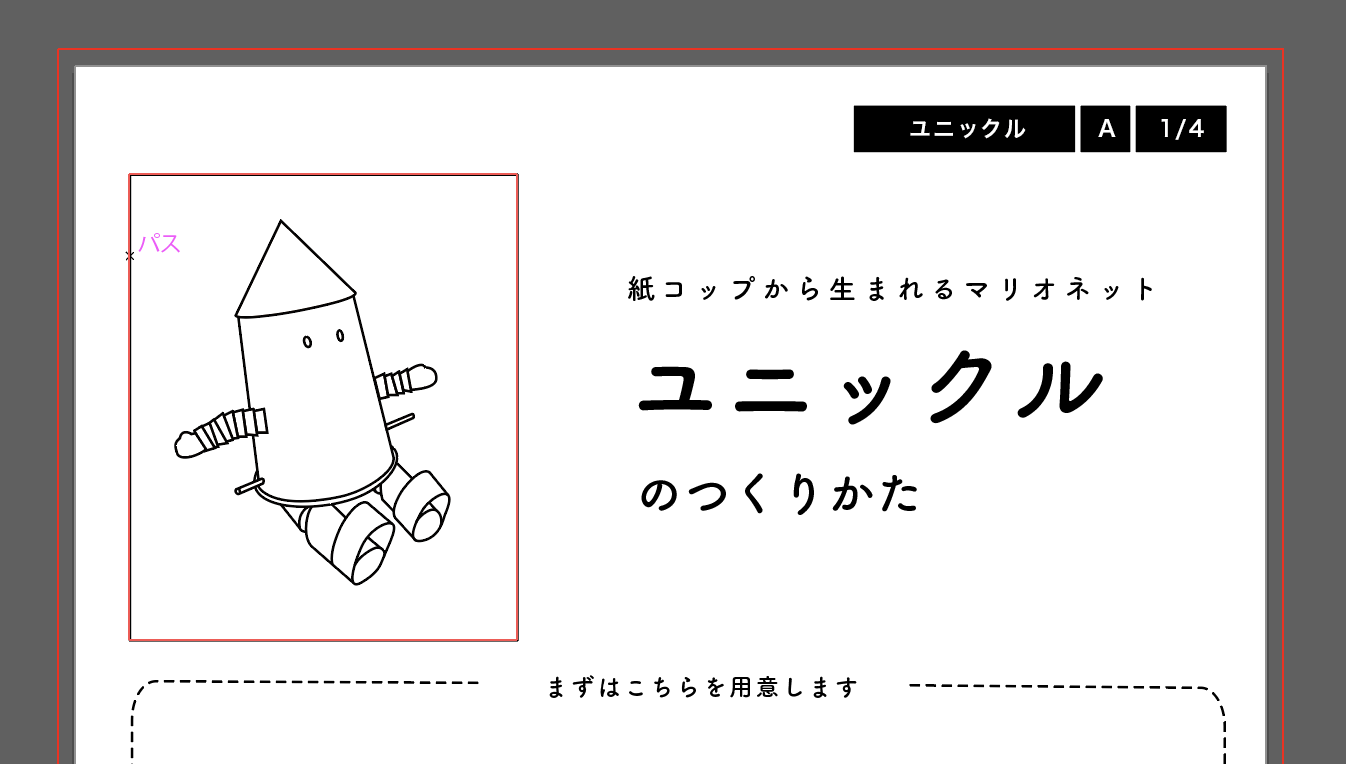 ユニックル A 1/4
パス
紙コップから生まれるマリオネット
ユニックル
のつくりかた
まずはこちらを用意します